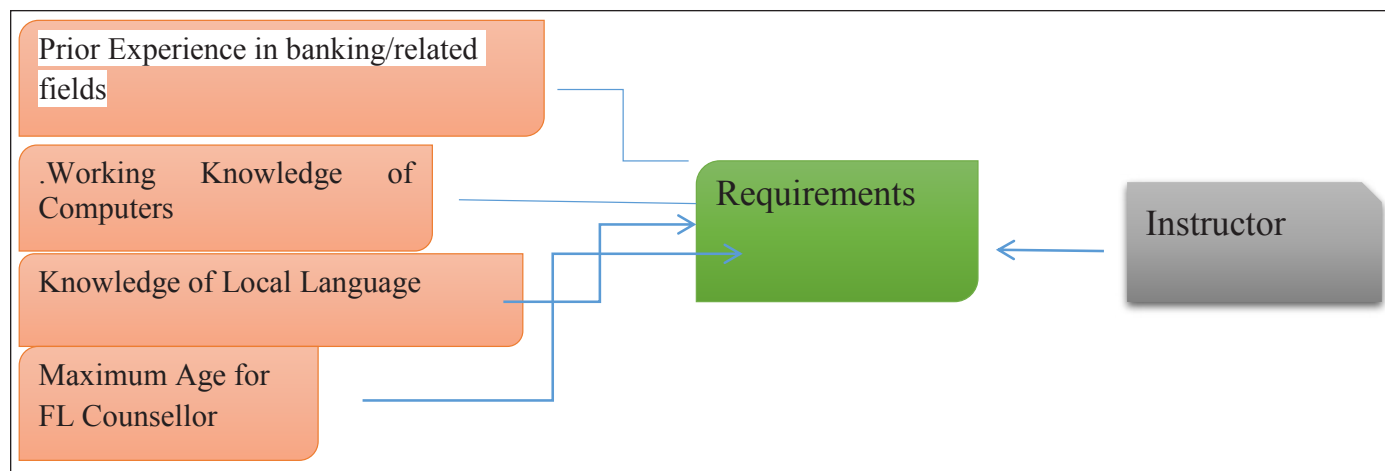 Prior Experience in banking/related
fields
.Working Knowledge of
Computers
Knowledge of Local Language
Maximum Age for
FL Counsellor
Requirements
Instructor